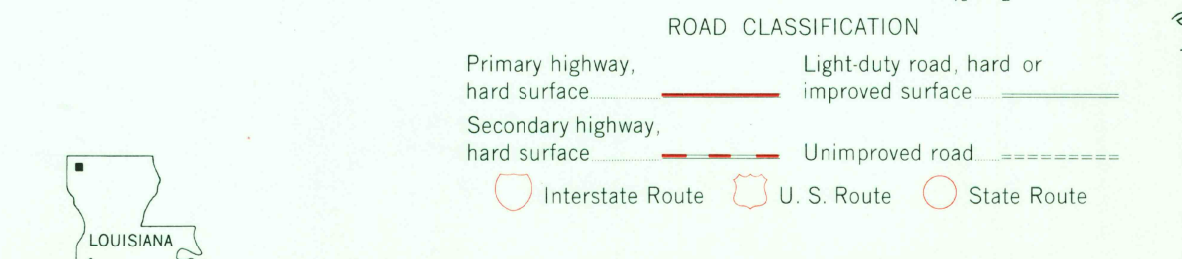 ROAD CLASSIFICATION
Primary highway,
hard surface
Light-duty road, hard or
improved surface
Secondary highway,
hard surface
Unimproved road
Interstate Route
U. S. Route
State Route
LOUISIANA